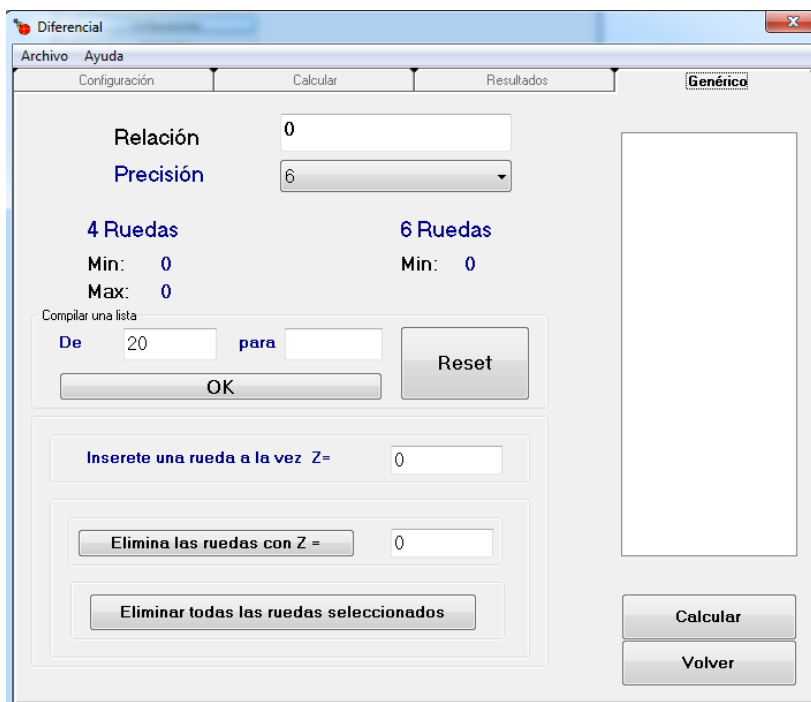 Diferencial
Archivo Ayuda
Configuración Calcular Resultados Genérico
Relación 0
Precisión 6
4 Ruedas 6 Ruedas
Min: 0 Min: 0
Max: 0
Compilar una lista
De 20 para
Reset
OK
Inserete una rueda a la vez Z= 0
Elimina las ruedas con Z = 0
Eliminar todas las ruedas seleccionados
Calcular
Volver